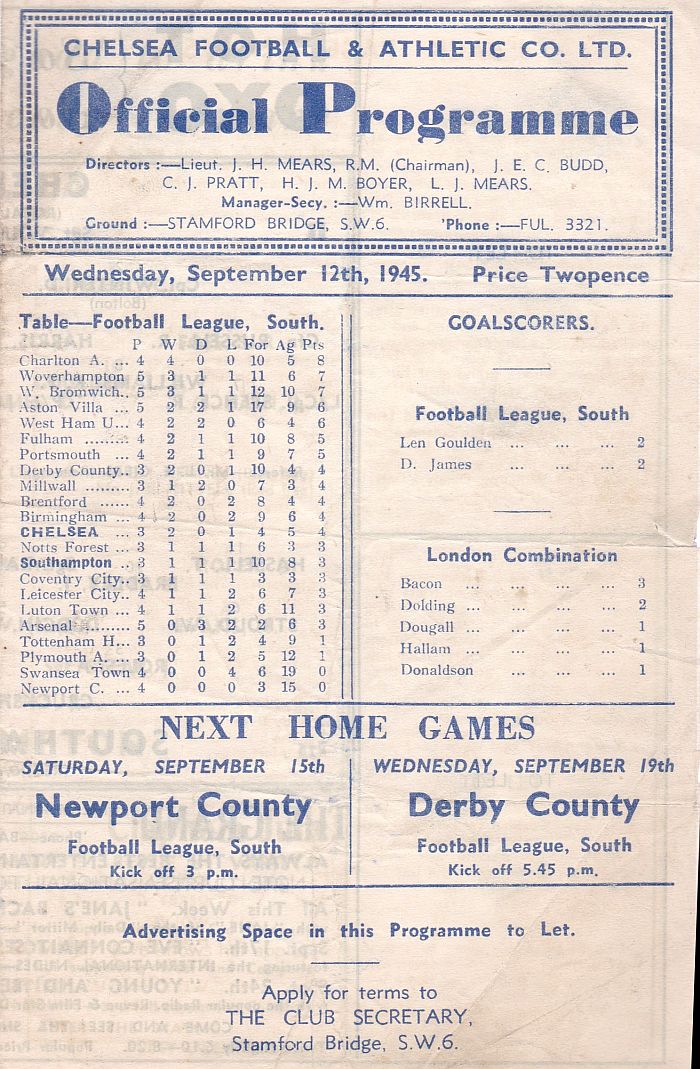 CHELSEA FOOTBALL & ATHLETIC CO. LTD.
Official Programme
Directors :—Lieut. J. H. MEARS, R.M. (Chairman), J. E. C. BUDD,
C. J. PRATT, H. J. M. BOYER, L. J. MEARS.
Manager-Secy. :—Wm. BIRRELL.
Ground :—STAMFORD BRIDGE, S.W.6. 'Phone :—FUL. 3321.
Wednesday, September 12th, 1945. Price Twopence
Table—Football League, South.
P W D L For Ag Pts
Charlton A. ... 4 4 0 0 10 5 8
Woverhampton 5 3 1 1 11 6 7
W. Bromwich.. 5 3 1 1 12 10 7
Aston Villa ... 5 2 2 1 17 9 6
West Ham U... 4 2 2 0 6 4 6
Fulham ......... 4 2 1 1 10 8 5
Portsmouth ... 4 2 1 1 9 7 5
Derby County. 3 2 0 1 10 4 4
Millwall ......... 3 1 2 0 7 3 4
Brentford ...... 4 2 0 2 8 4 4
Birmingham ... 4 2 0 2 9 6 4
CHELSEA ... 3 2 0 1 4 5 4
Notts Forest ... 3 1 1 1 6 3 3
Southampton .. 3 1 1 1 10 8 3
Coventry City.. 3 1 1 1 3 3 3
Leicester City.. 4 1 1 2 6 7 3
Luton Town ... 4 1 1 2 6 11 3
Arsenal ......... 5 0 3 2 2 6 3
Tottenham H... 3 0 1 2 4 9 1
Plymouth A. ... 3 0 1 2 5 12 1
Swansea Town 4 0 0 4 6 19 0
Newport C. ... 4 0 0 0 3 15 0
GOALSCORERS.
Football League, South
Len Goulden ... ... ... 2
D. James ... ... ... 2
London Combination
Bacon ... ... ... ... 3
Dolding ... ... ... ... 2
Dougall ... ... ... ... 1
Hallam ... ... ... ... 1
Donaldson ... ... ... 1
NEXT HOME GAMES
SATURDAY, SEPTEMBER 15th
Newport County
Football League, South
Kick off 3 p.m.
WEDNESDAY, SEPTEMBER 19th
Derby County
Football League, South
Kick off 5.45 p.m.
Advertising Space in this Programme to Let.
Apply for terms to
THE CLUB SECRETARY,
Stamford Bridge, S.W.6.